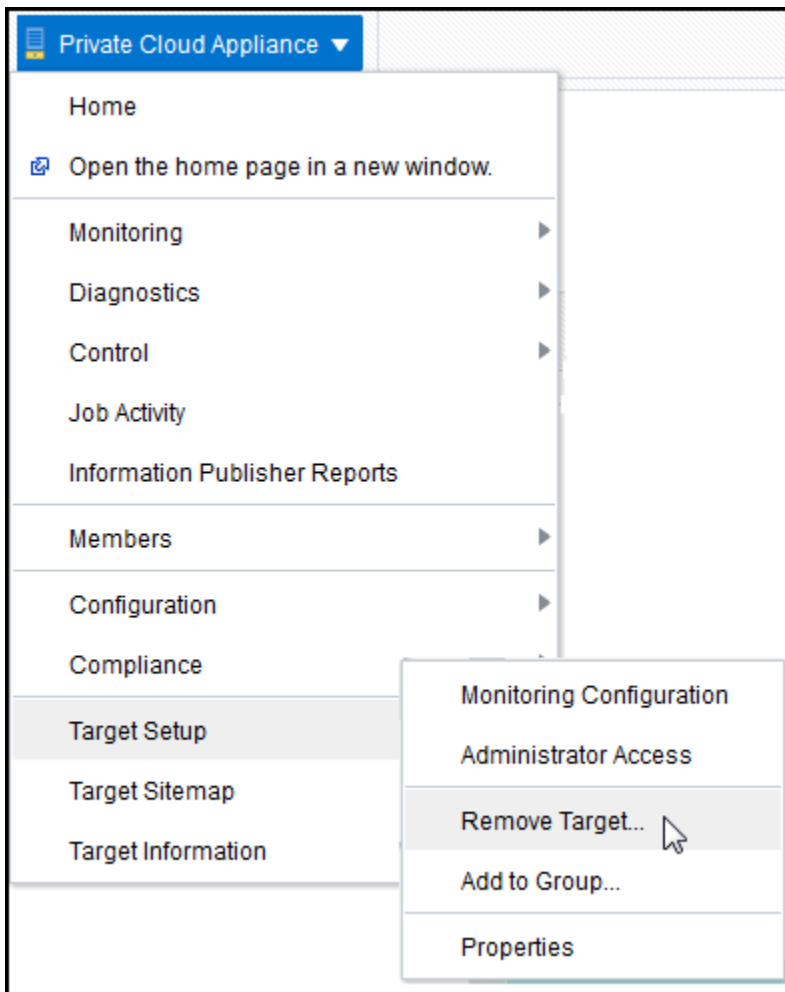 Private Cloud Appliance
Home
Open the home page in a new window.
Monitoring
Diagnostics
Control
Job Activity
Information Publisher Reports
Members
Configuration
Compliance
Target Setup
Target Sitemap
Target Information
Monitoring Configuration
Administrator Access
Remove Target...
Add to Group...
Properties